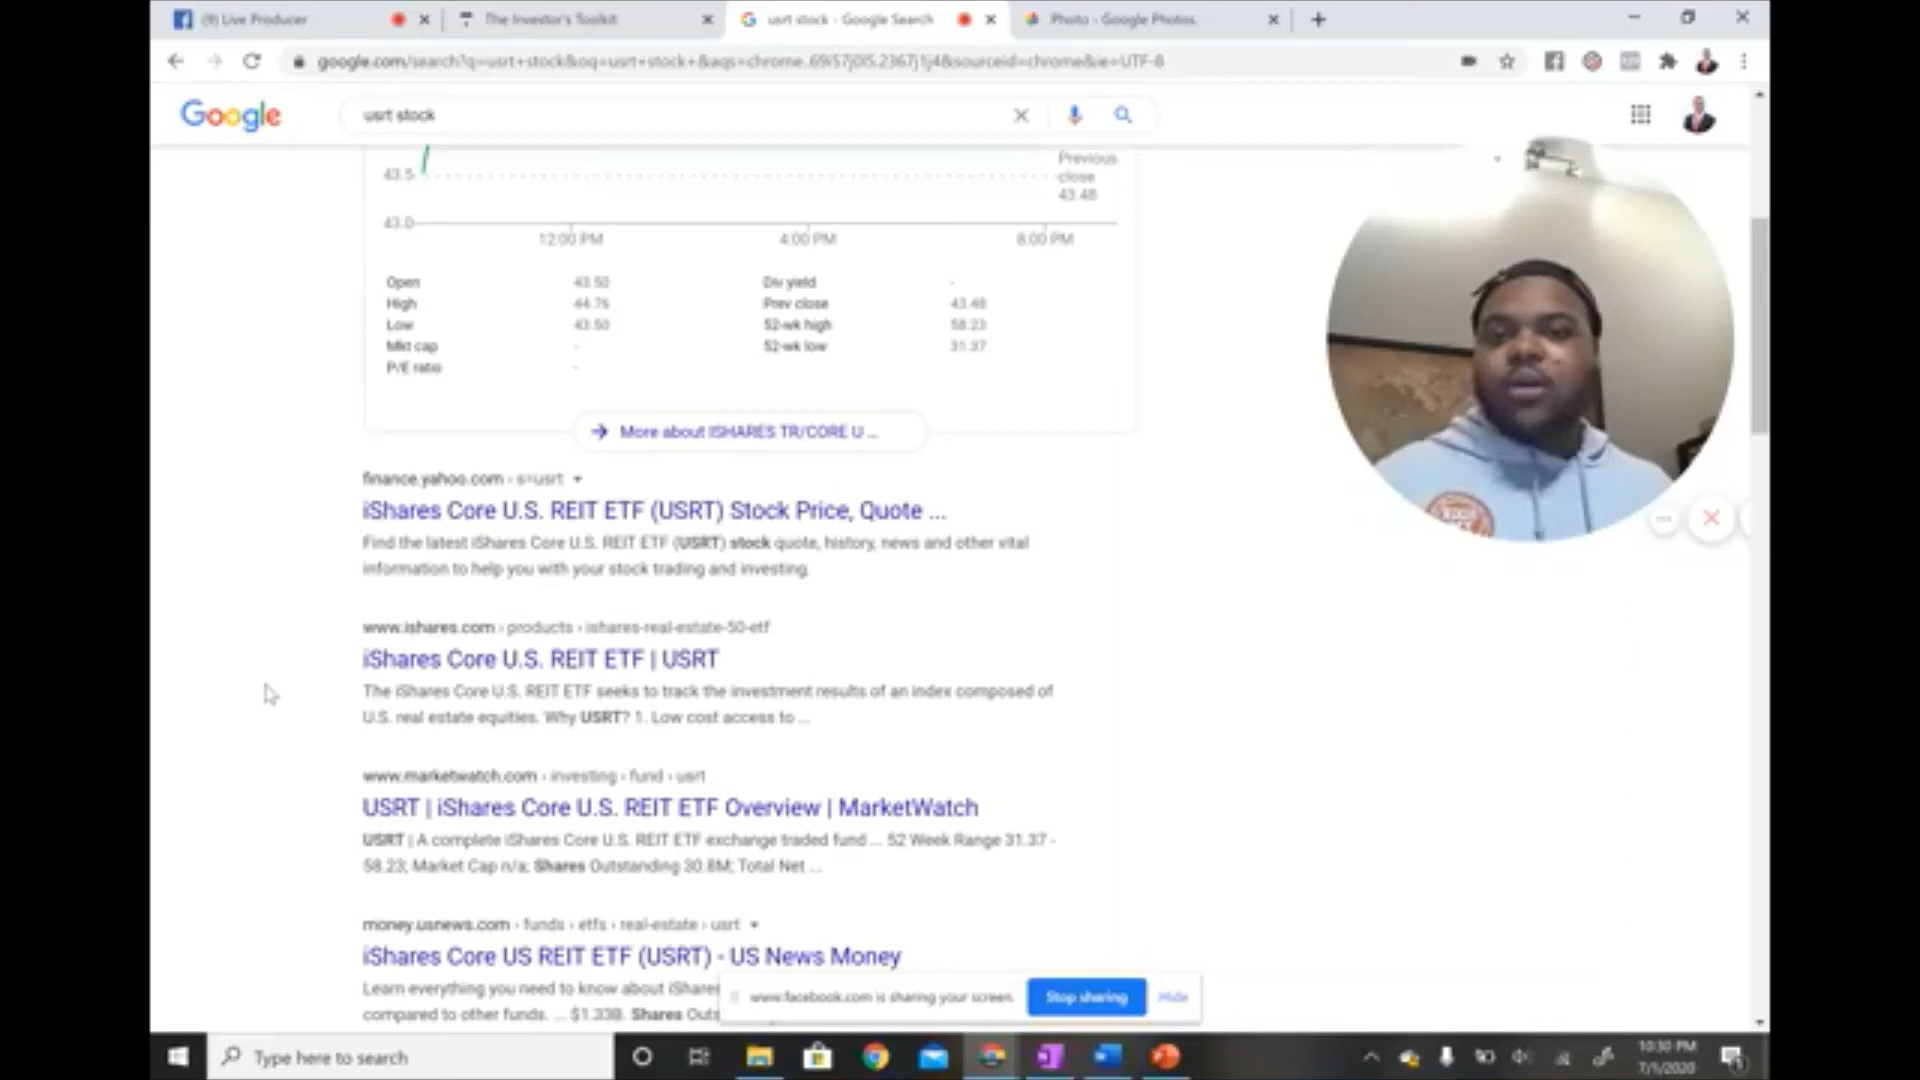 (9) Live Producer
The Investor's Toolkit
usrt stock - Google Search
Photo - Google Photos
google.com/search?q=usrt+stock&oq=usrt+stock+&aqs=chrome..69i57j0l5.2367j1j4&sourceid=chrome&ie=UTF-8
Google
usrt stock
43.5
Previous
close
43.48
43.0
12:00 PM
4:00 PM
8:00 PM
Open 43.50 Div yield -
High 44.76 Prev close 43.48
Low 43.50 52-wk high 58.23
Mkt cap - 52-wk low 31.37
P/E ratio -
More about ISHARES TR/CORE U ...
finance.yahoo.com › s=usrt
iShares Core U.S. REIT ETF (USRT) Stock Price, Quote ...
Find the latest iShares Core U.S. REIT ETF (USRT) stock quote, history, news and other vital
information to help you with your stock trading and investing.
www.ishares.com › products › ishares-real-estate-50-etf
iShares Core U.S. REIT ETF | USRT
The iShares Core U.S. REIT ETF seeks to track the investment results of an index composed of
U.S. real estate equities. Why USRT? 1. Low cost access to ...
www.marketwatch.com › investing › fund › usrt
USRT | iShares Core U.S. REIT ETF Overview | MarketWatch
USRT | A complete iShares Core U.S. REIT ETF exchange traded fund ... 52 Week Range 31.37 -
58.23; Market Cap n/a; Shares Outstanding 30.8M; Total Net ...
money.usnews.com › funds › etfs › real-estate › usrt
iShares Core US REIT ETF (USRT) - US News Money
Learn everything you need to know about iShares
compared to other funds. ... $1.33B. Shares Outs
www.facebook.com is sharing your screen.
Stop sharing
Hide
Type here to search
10:30 PM
7/1/2020